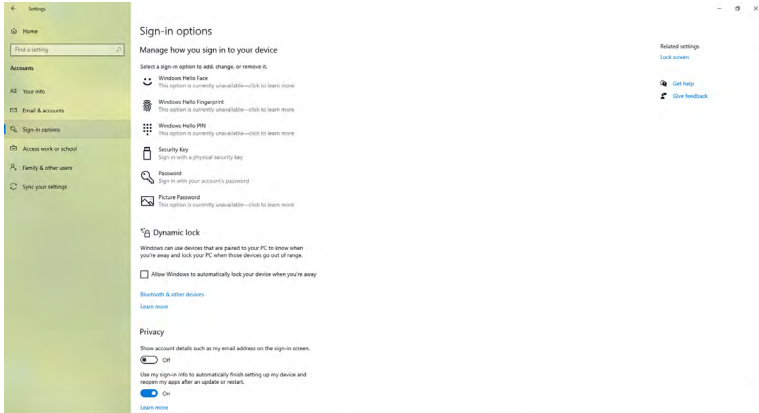 Settings
Home
Find a setting
Accounts
Your info
Email & accounts
Sign-in options
Access work or school
Family & other users
Sync your settings
Sign-in options
Manage how you sign in to your device
Select a sign-in option to add, change, or remove it.
Windows Hello Face
This option is currently unavailable—click to learn more
Windows Hello Fingerprint
This option is currently unavailable—click to learn more
Windows Hello PIN
This option is currently unavailable—click to learn more
Security Key
Sign in with a physical security key
Password
Sign in with your account's password
Picture Password
This option is currently unavailable—click to learn more
Dynamic lock
Windows can use devices that are paired to your PC to know when
you're away and lock your PC when those devices go out of range.
Allow Windows to automatically lock your device when you're away
Bluetooth & other devices
Learn more
Privacy
Show account details such as my email address on the sign-in screen.
Off
Use my sign-in info to automatically finish setting up my device and
reopen my apps after an update or restart.
On
Learn more
Related settings
Lock screen
Get help
Give feedback